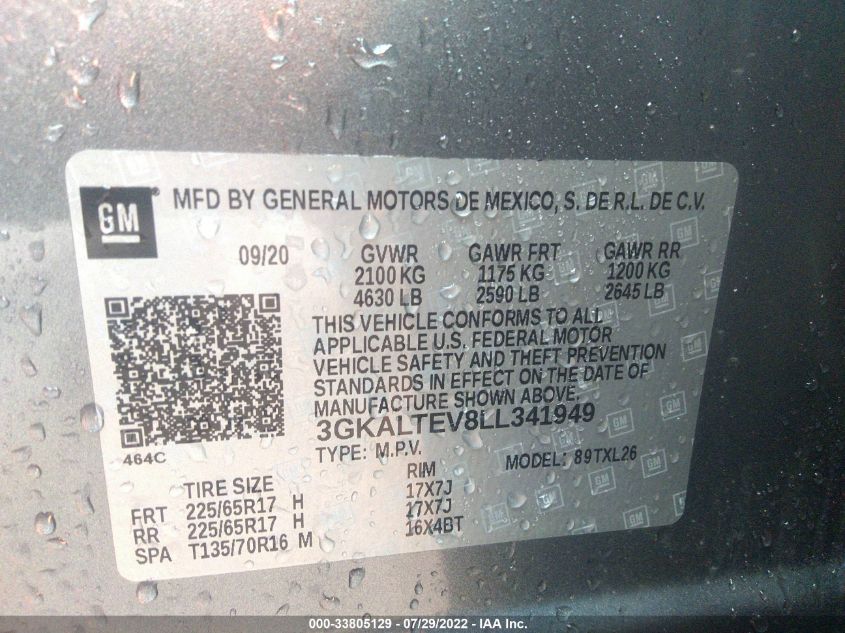 GM
MFD BY GENERAL MOTORS DE MEXICO, S. DE R.L. DE C.V.
09/20 GVWR GAWR FRT GAWR RR
2100 KG 1175 KG 1200 KG
4630 LB 2590 LB 2645 LB
THIS VEHICLE CONFORMS TO ALL
APPLICABLE U.S. FEDERAL MOTOR
VEHICLE SAFETY AND THEFT PREVENTION
STANDARDS IN EFFECT ON THE DATE OF
MANUFACTURE SHOWN ABOVE.
3GKALTEV8LL341949
464C TYPE: M.P.V. MODEL: 89TXL26
TIRE SIZE RIM
FRT 225/65R17 H 17X7J
RR 225/65R17 H 17X7J
SPA T135/70R16 M 16X4BT
000-33805129 - 07/29/2022 - IAA Inc.